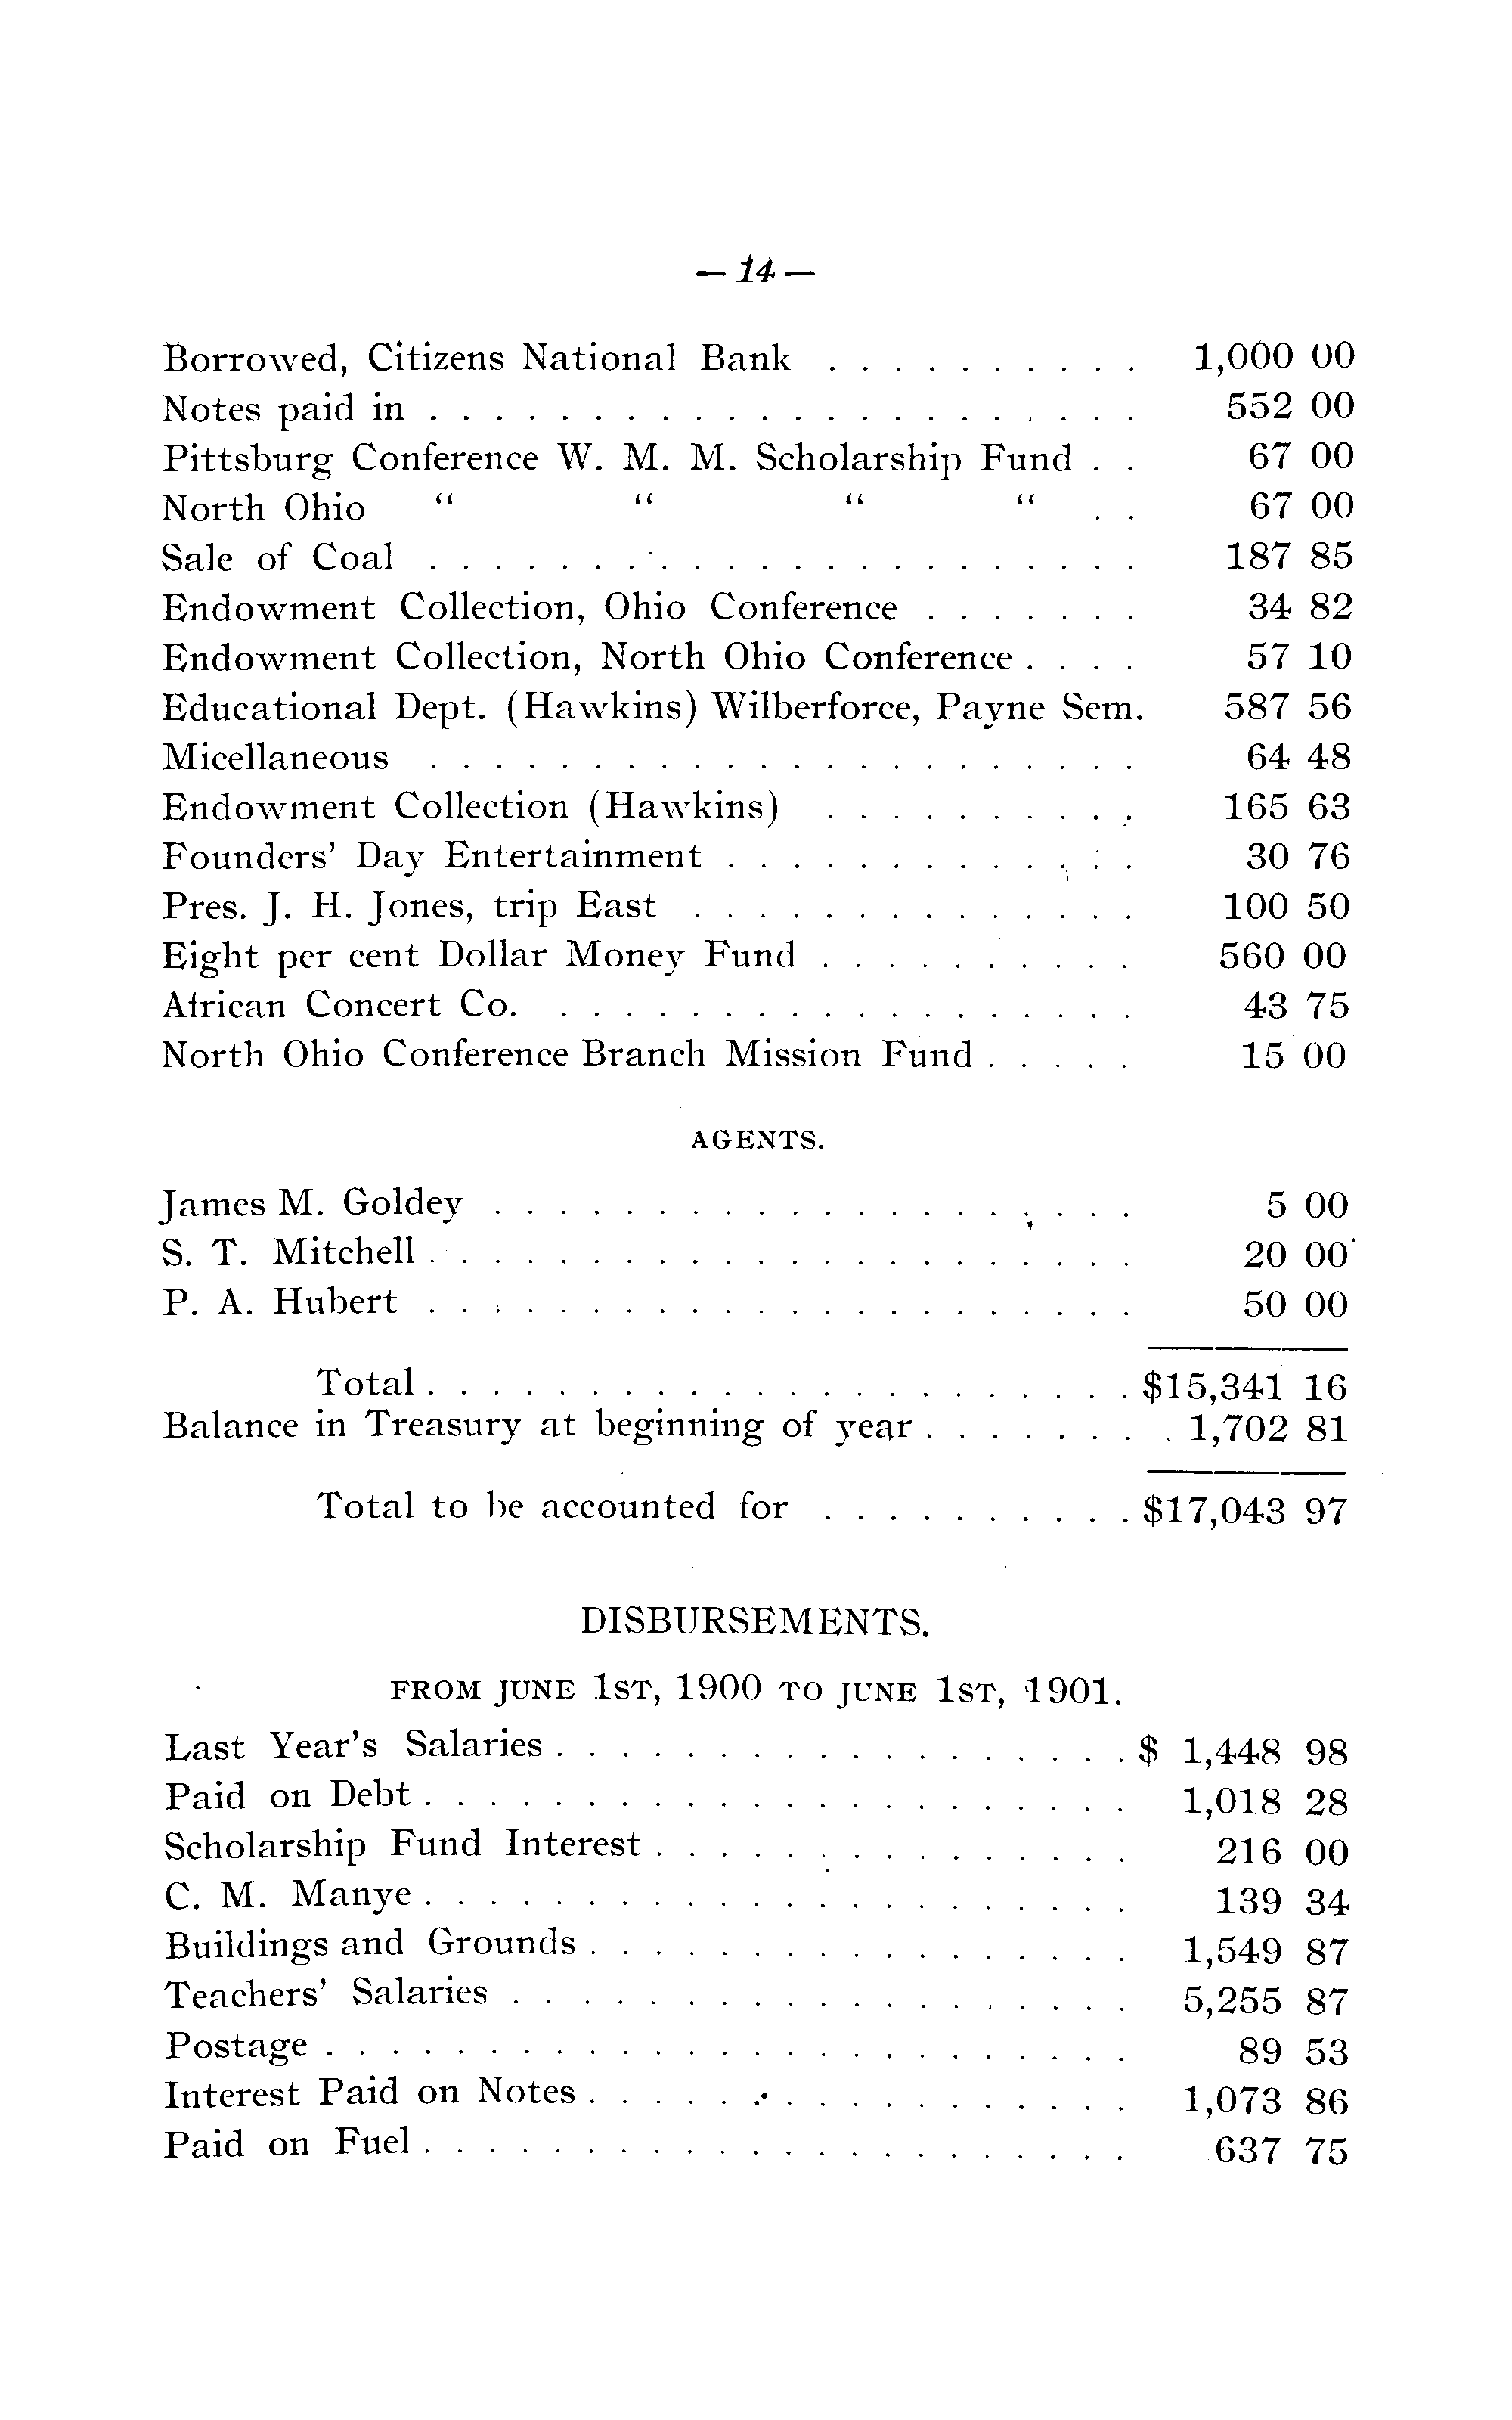 — 14 —
Borrowed, Citizens National Bank . . . . . . . . . . 1,000 00
Notes paid in . . . . . . . . . . . . . . . . . . . . . . 552 00
Pittsburg Conference W. M. M. Scholarship Fund . . 67 00
North Ohio “ “ “ “ . . 67 00
Sale of Coal . . . . . . . . . . . . . . . . . . . . . . 187 85
Endowment Collection, Ohio Conference . . . . . . . 34 82
Endowment Collection, North Ohio Conference . . . . 57 10
Educational Dept. (Hawkins) Wilberforce, Payne Sem. 587 56
Micellaneous . . . . . . . . . . . . . . . . . . . . . . 64 48
Endowment Collection (Hawkins) . . . . . . . . . . 165 63
Founders’ Day Entertainment . . . . . . . . . . . . . 30 76
Pres. J. H. Jones, trip East . . . . . . . . . . . . . . 100 50
Eight per cent Dollar Money Fund . . . . . . . . . . 560 00
African Concert Co. . . . . . . . . . . . . . . . . . . 43 75
North Ohio Conference Branch Mission Fund . . . . . 15 00
AGENTS.
James M. Goldey . . . . . . . . . . . . . . . . . . . . 5 00
S. T. Mitchell . . . . . . . . . . . . . . . . . . . . . . 20 00
P. A. Hubert . . . . . . . . . . . . . . . . . . . . . . 50 00
Total . . . . . . . . . . . . . . . . . . . . . . $15,341 16
Balance in Treasury at beginning of year . . . . . . . . 1,702 81
Total to be accounted for . . . . . . . . . . $17,043 97
DISBURSEMENTS.
FROM JUNE 1ST, 1900 TO JUNE 1ST, 1901.
Last Year’s Salaries . . . . . . . . . . . . . . . . . . $ 1,448 98
Paid on Debt . . . . . . . . . . . . . . . . . . . . . . 1,018 28
Scholarship Fund Interest . . . . . . . . . . . . . . . 216 00
C. M. Manye . . . . . . . . . . . . . . . . . . . . . . 139 34
Buildings and Grounds . . . . . . . . . . . . . . . . . 1,549 87
Teachers’ Salaries . . . . . . . . . . . . . . . . . . . 5,255 87
Postage . . . . . . . . . . . . . . . . . . . . . . . . . 89 53
Interest Paid on Notes . . . . . . . . . . . . . . . . . 1,073 86
Paid on Fuel . . . . . . . . . . . . . . . . . . . . . . 637 75